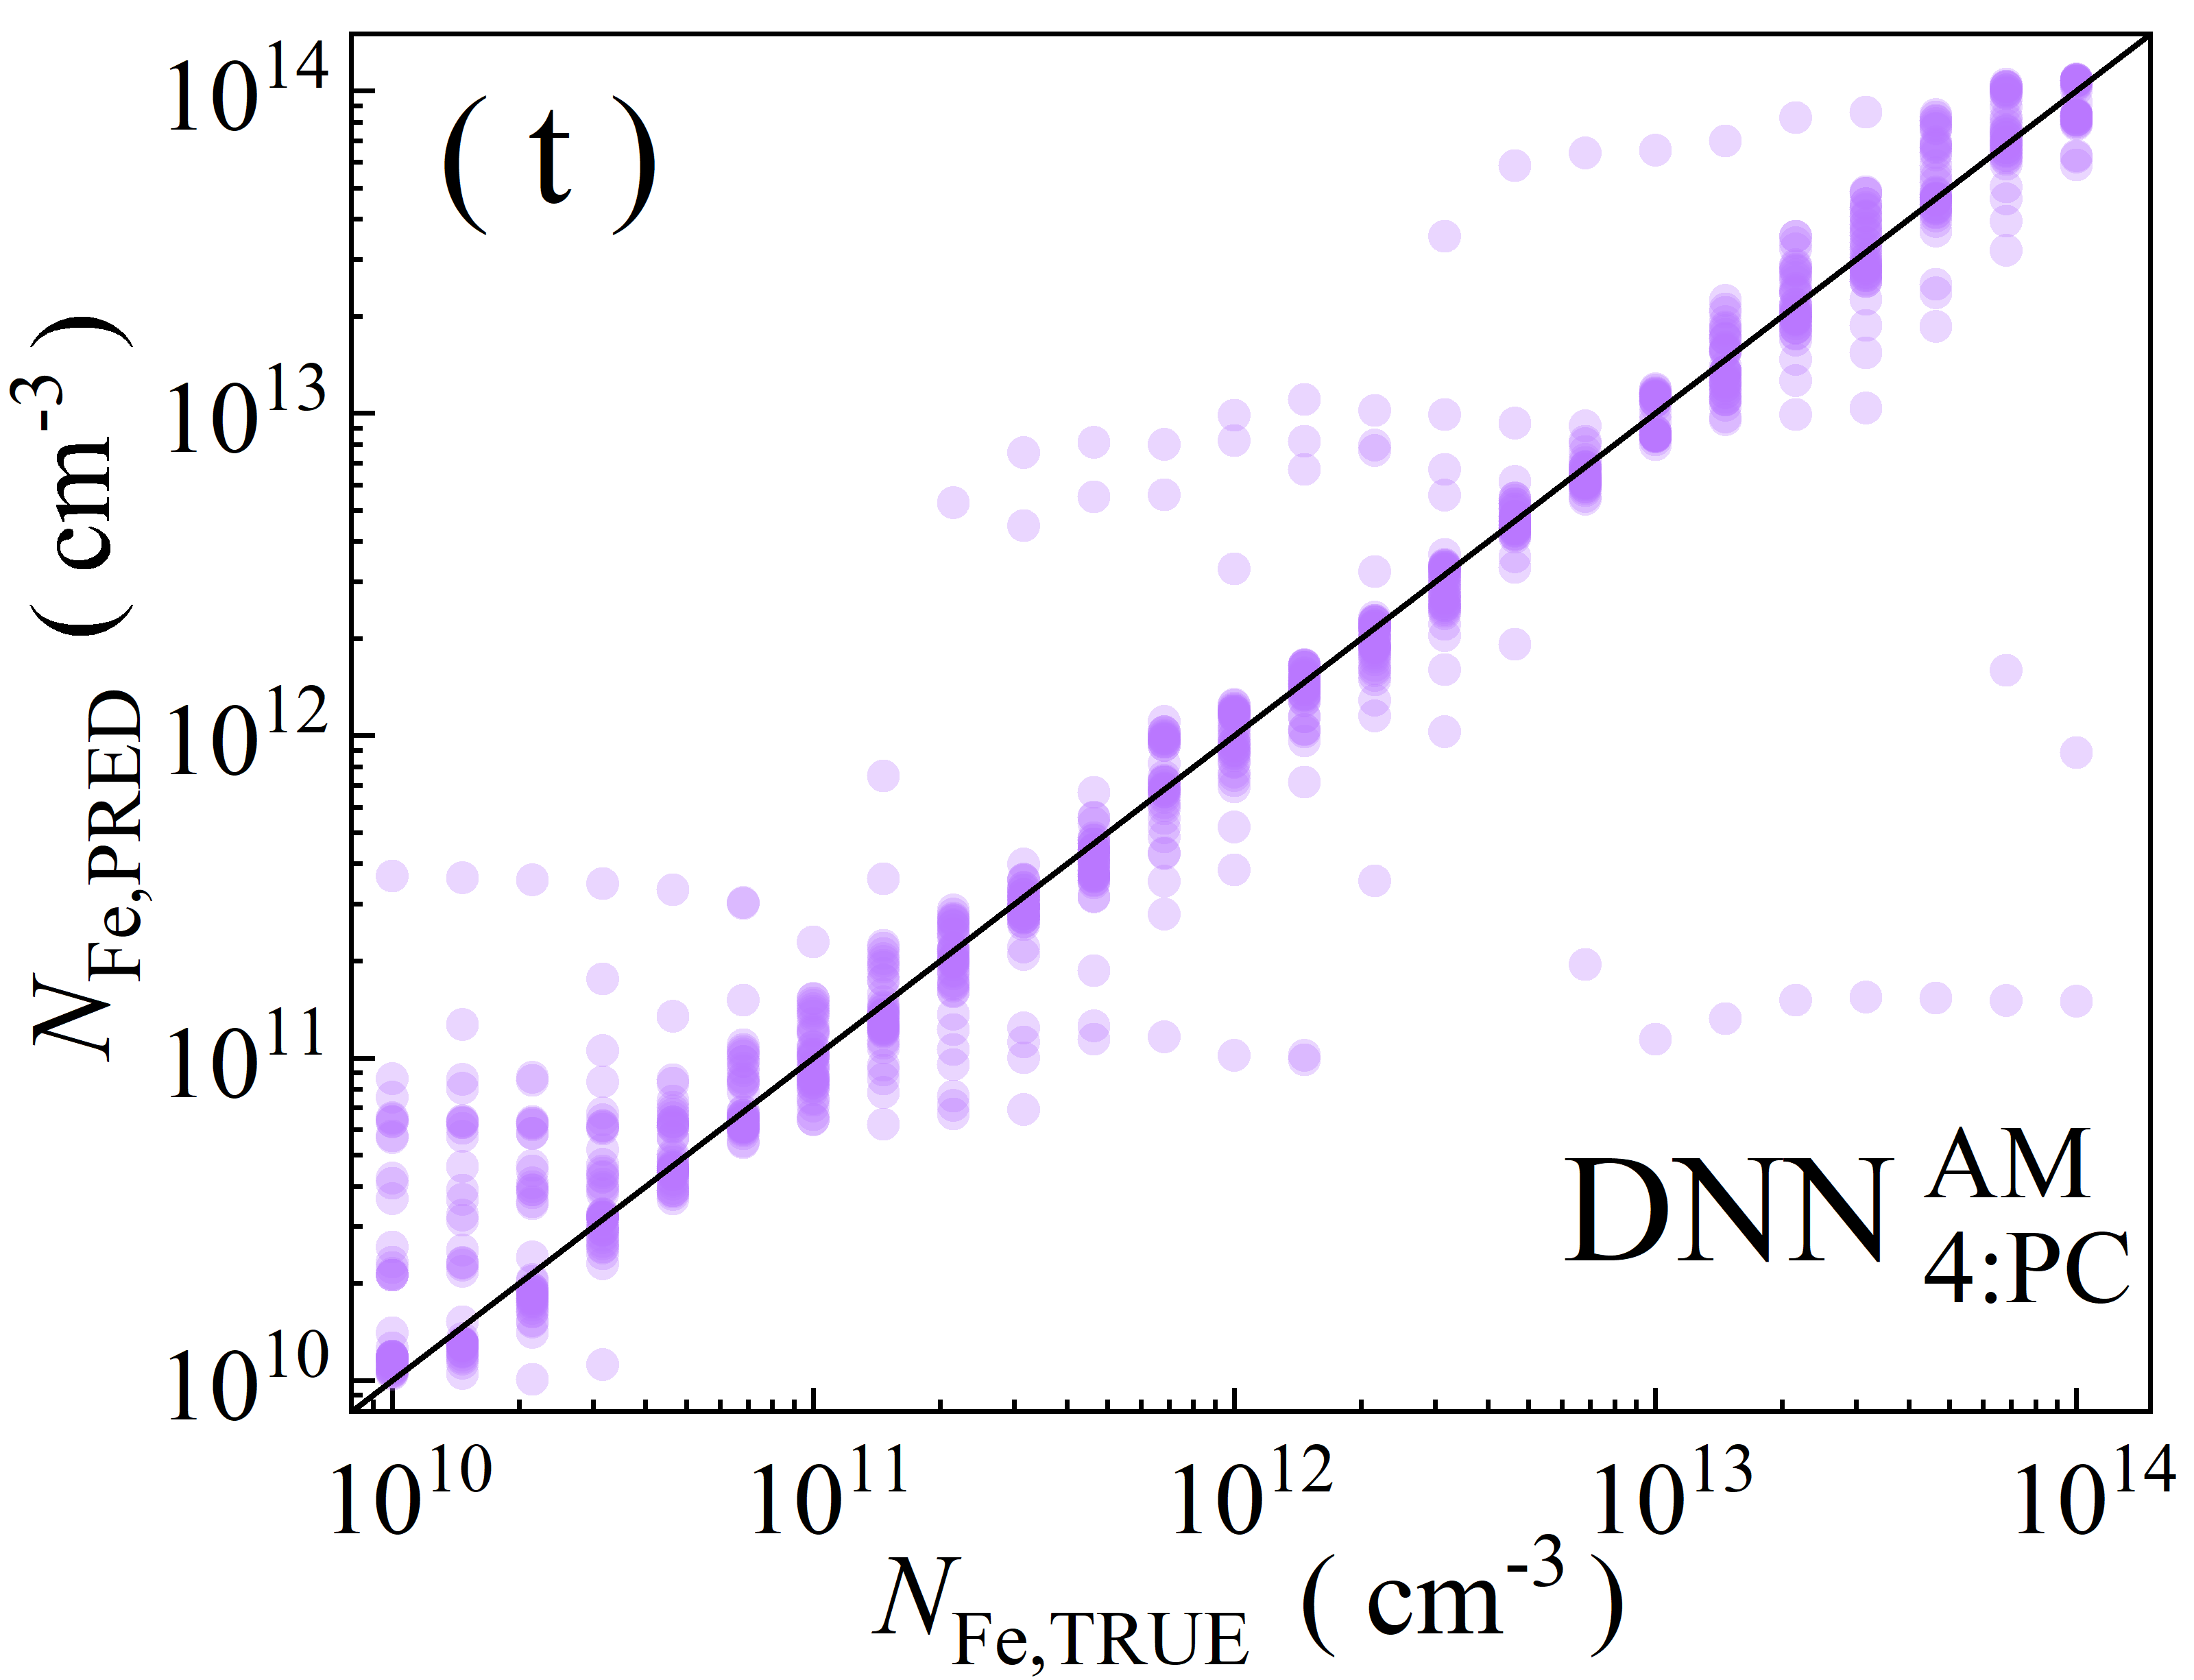 10^14
( t )
10^13
10^12
10^11
10^10
N_Fe,PRED ( cm^-3 )
DNN AM
4:PC
10^10 10^11 10^12 10^13 10^14
N_Fe,TRUE ( cm^-3 )